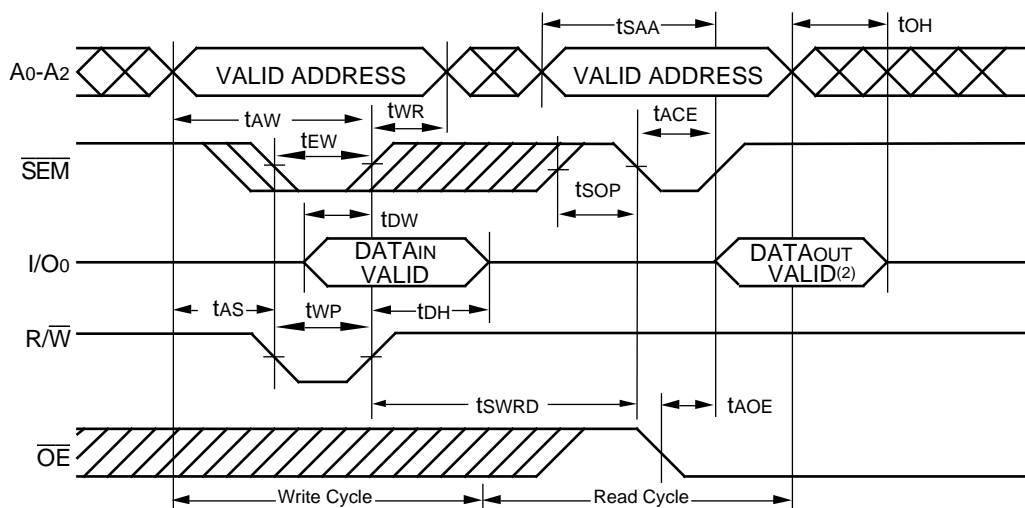 tSAA
tOH
A0-A2
VALID ADDRESS
VALID ADDRESS
tAW
tWR
tACE
tEW
SEM
tSOP
tDW
I/O0
DATAIN
VALID
DATAOUT
VALID(2)
tAS
tWP
tDH
R/W
tSWRD
tAOE
OE
Write Cycle
Read Cycle